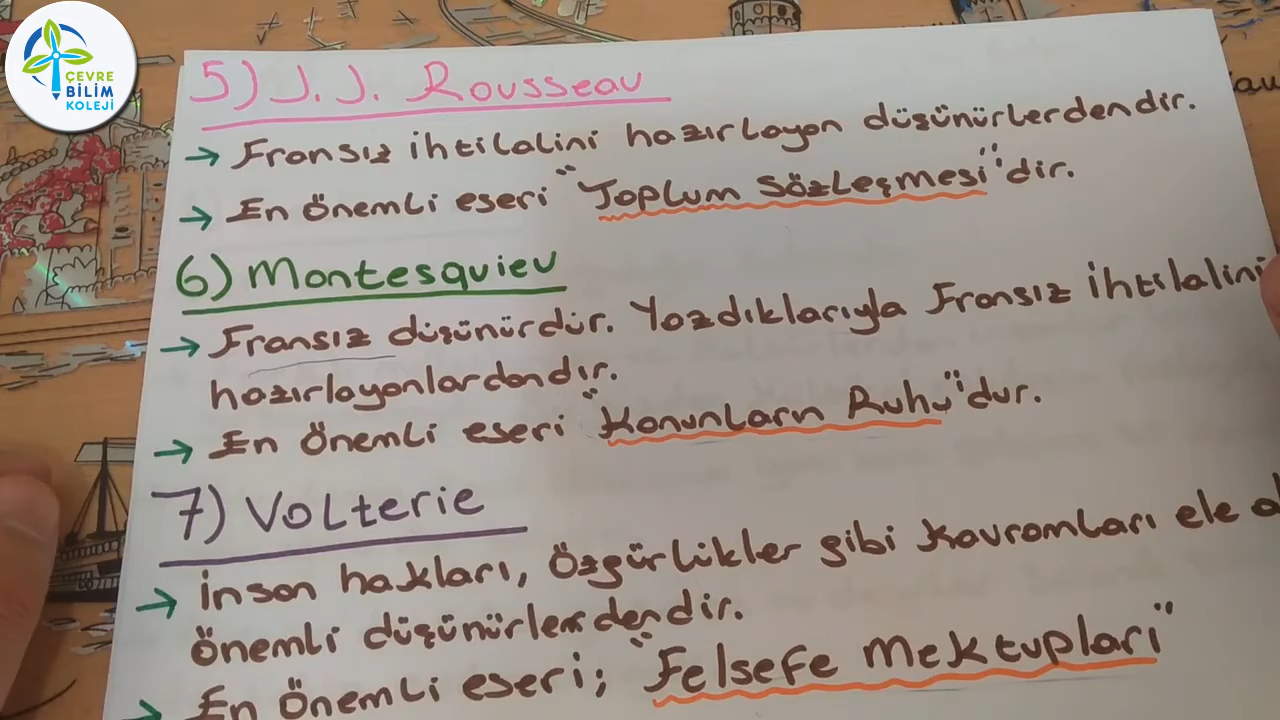 ÇEVRE
BİLİM
KOLEJİ
5) J. J. Rousseau
→ Fransız ihtilalini hazırlayan düşünürlerdendir.
→ En önemli eseri "Toplum Sözleşmesi"dir.
6) Montesquieu
→ Fransız düşünürdür. Yazdıklarıyla Fransız İhtilalini
hazırlayanlardandır.
→ En önemli eseri "Kanunların Ruhu"dur.
7) Volterie
→ İnsan hakları, Özgürlikler gibi kavramları ele
önemli düşünürlerdendir.
→ En önemli eseri; "Felsefe Mektupları"